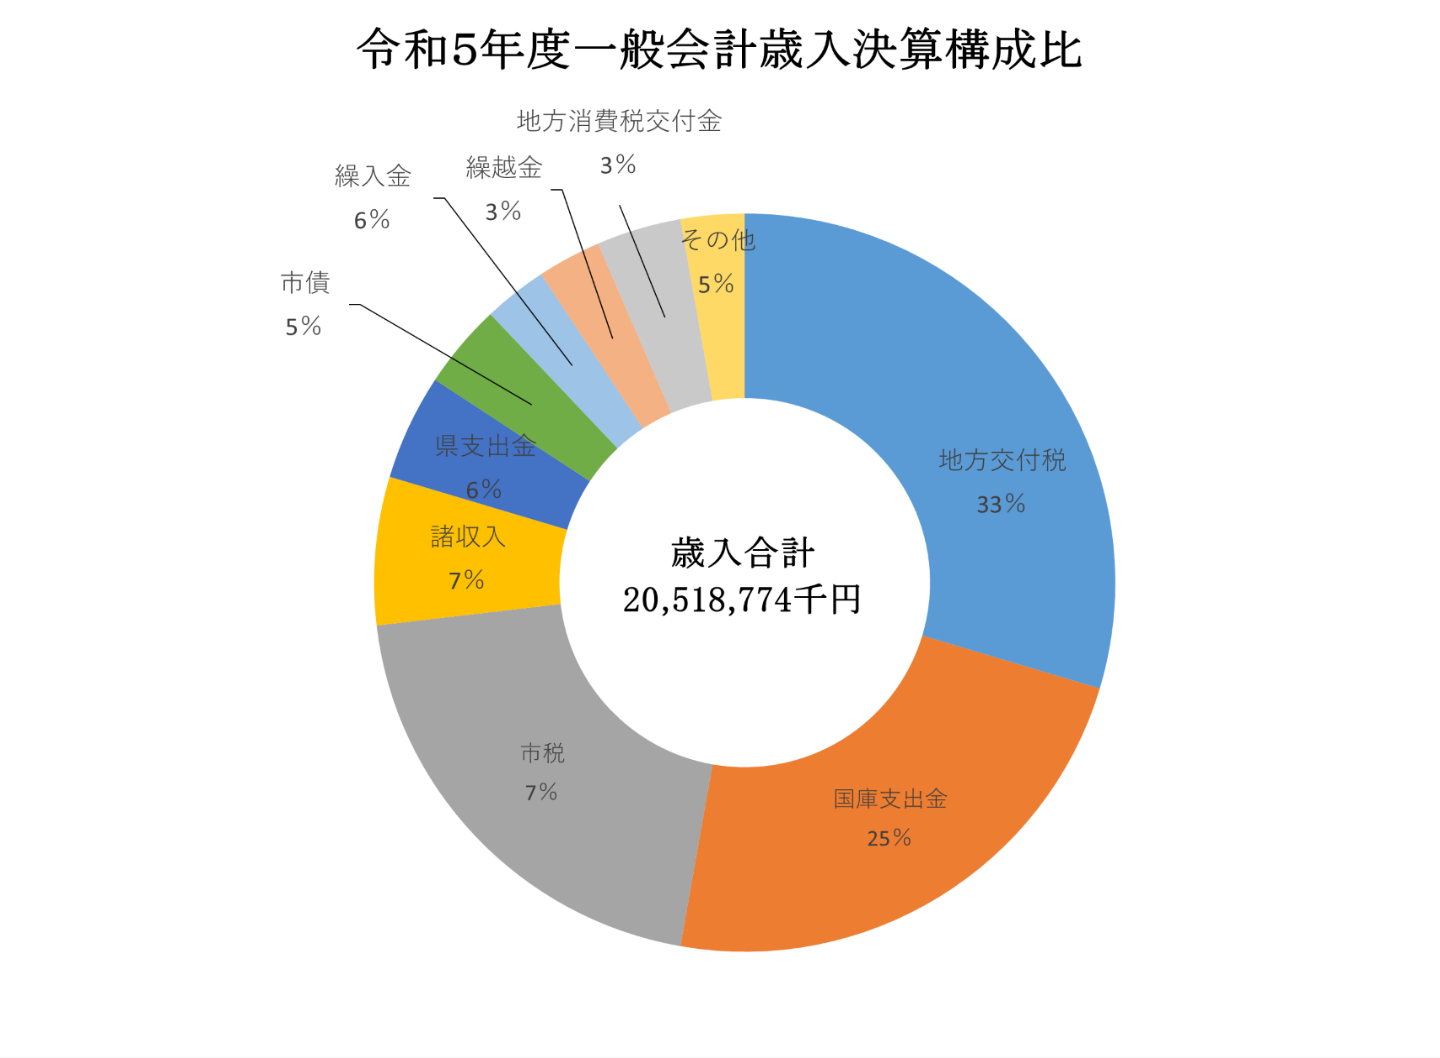 令和5年度一般会計歳入決算構成比
地方消費税交付金
3%
繰越金
3%
繰入金
6%
市債
5%
その他
5%
県支出金
6%
地方交付税
33%
諸収入
7%
歳入合計
20,518,774千円
市税
7%
国庫支出金
25%